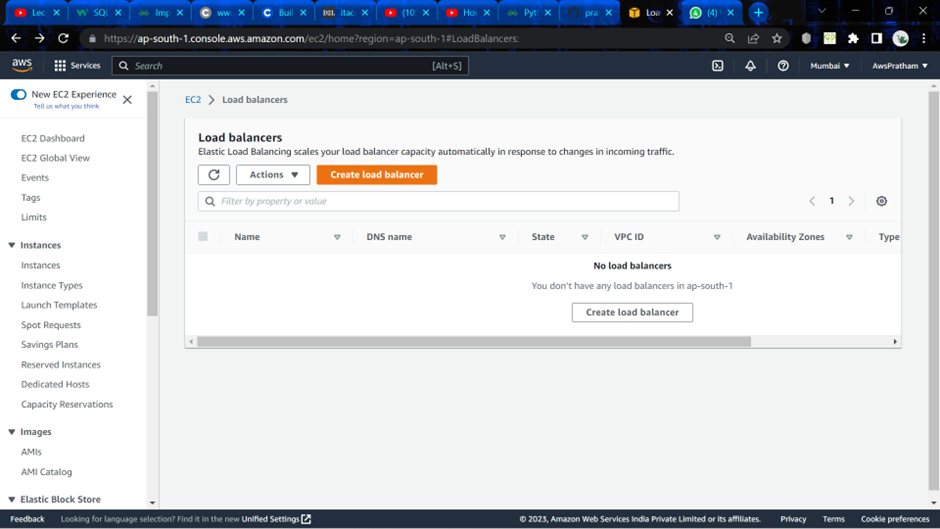 Lec
SQL
Imp
www
Buil
D2L itac
(10
Ho
Pyt
pra
Loa
(4)
https://ap-south-1.console.aws.amazon.com/ec2/home?region=ap-south-1#LoadBalancers:
aws Services Search [Alt+S] Mumbai AwsPratham
New EC2 Experience
Tell us what you think
EC2 Dashboard
EC2 Global View
Events
Tags
Limits
Instances
Instances
Instance Types
Launch Templates
Spot Requests
Savings Plans
Reserved Instances
Dedicated Hosts
Capacity Reservations
Images
AMIs
AMI Catalog
Elastic Block Store
EC2 Load balancers
Load balancers
Elastic Load Balancing scales your load balancer capacity automatically in response to changes in incoming traffic.
Actions Create load balancer
Filter by property or value 1
Name DNS name State VPC ID Availability Zones Type
No load balancers
You don't have any load balancers in ap-south-1
Create load balancer
Feedback Looking for language selection? Find it in the new Unified Settings © 2023, Amazon Web Services India Private Limited or its affiliates. Privacy Terms Cookie preferences